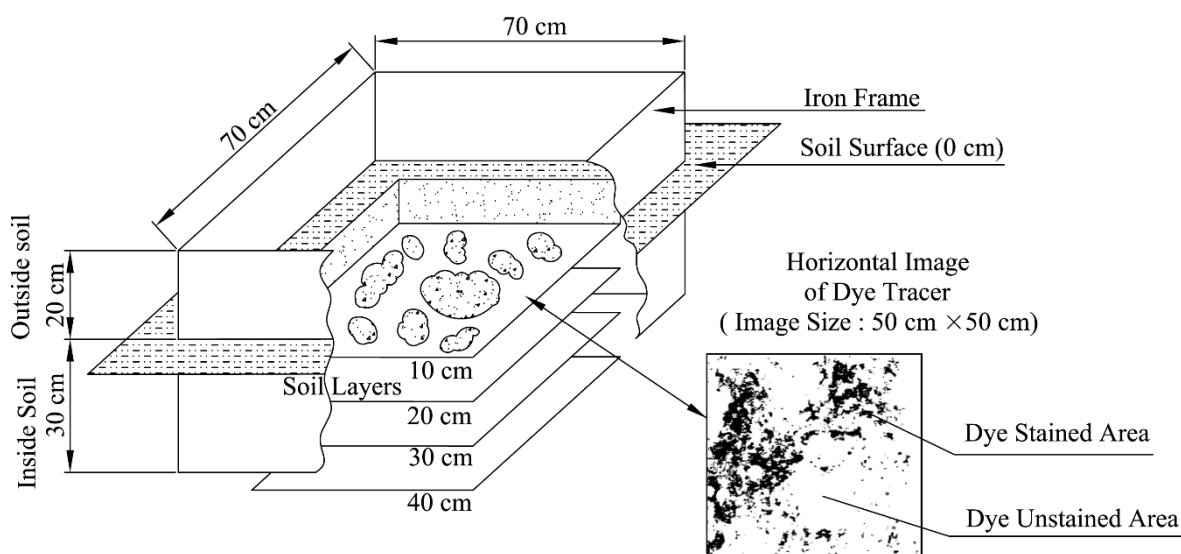 70 cm
70 cm
Iron Frame
Soil Surface (0 cm)
Outside soil
20 cm
Inside Soil
30 cm
Soil Layers
10 cm
20 cm
30 cm
40 cm
Horizontal Image
of Dye Tracer
( Image Size : 50 cm ×50 cm)
Dye Stained Area
Dye Unstained Area